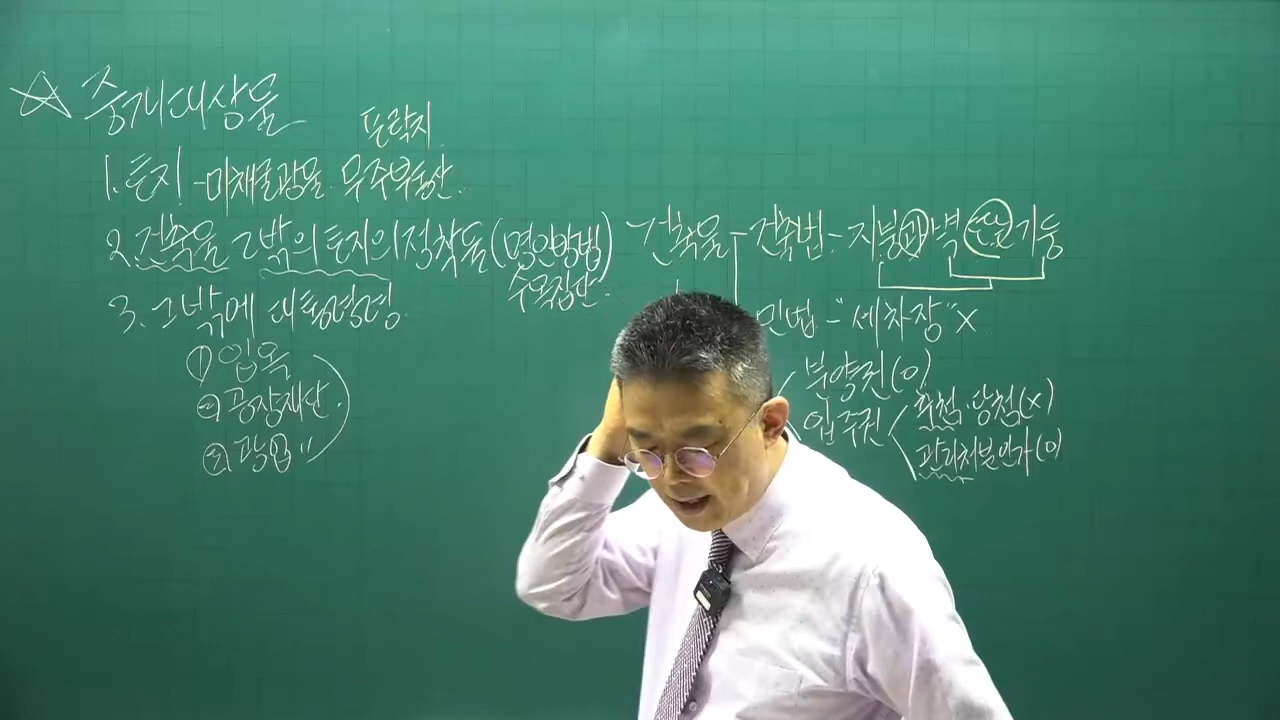 ☆ 중개대상물
포락지
1. 토지 - 미채굴광물. 무주부동산.
2. 건축물 그밖의 토지의 정착물 (명인방법)
수목집단
3. 그밖에 대통령령
① 입목
② 공장재단
③ 광업 "
건축물 - 건축법 - 지붕 기둥
민법 - "세차장" X
분양권(O)
입주권
추첨. 당첨(X)
관리처분인가(O)